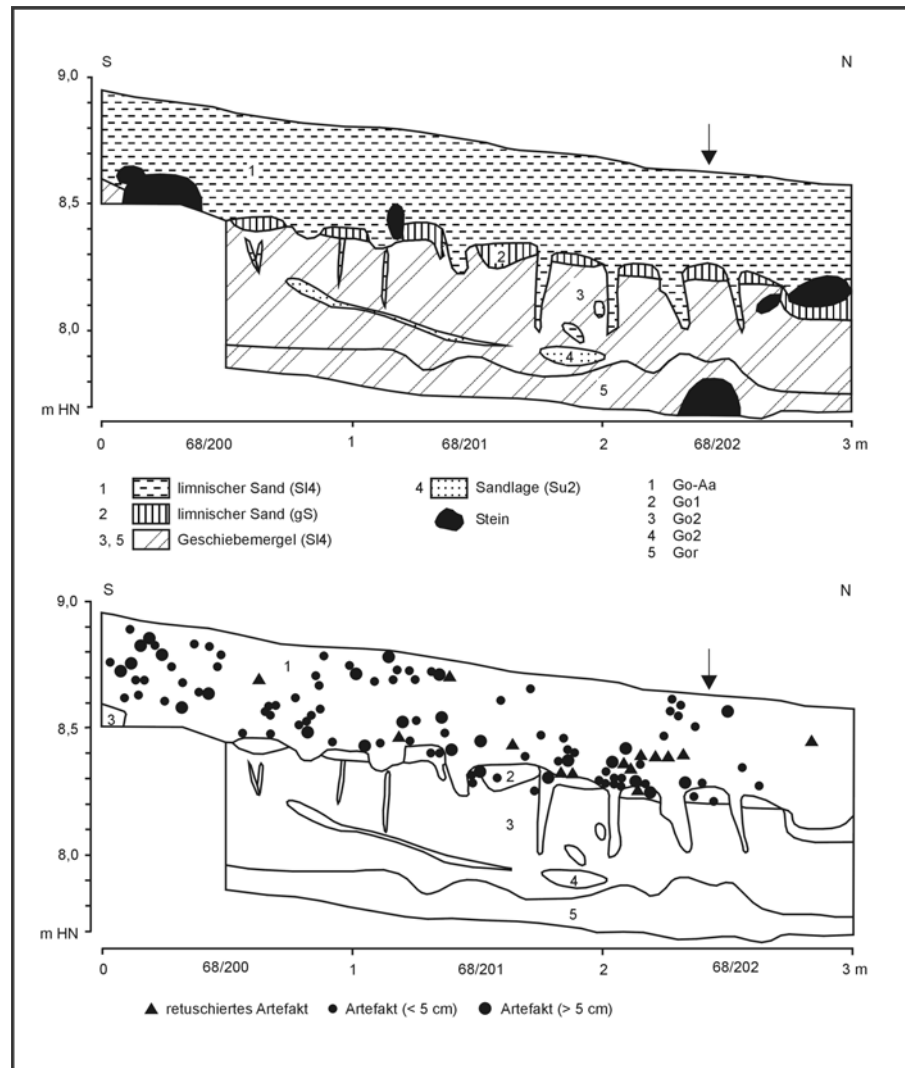 S N
9,0
1
8,5
2
3
8,0
4
5
m HN
0 68/200 1 68/201 2 68/202 3 m
1 limnischer Sand (Sl4) 4 Sandlage (Su2) 1 Go-Aa
2 limnischer Sand (gS) Stein 2 Go1
3, 5 Geschiebemergel (Sl4) 3 Go2
4 Go2
5 Gor
S N
9,0
1
3
8,5
2
3
8,0
4
5
m HN
0 68/200 1 68/201 2 68/202 3 m
retuschiertes Artefakt Artefakt (< 5 cm) Artefakt (> 5 cm)